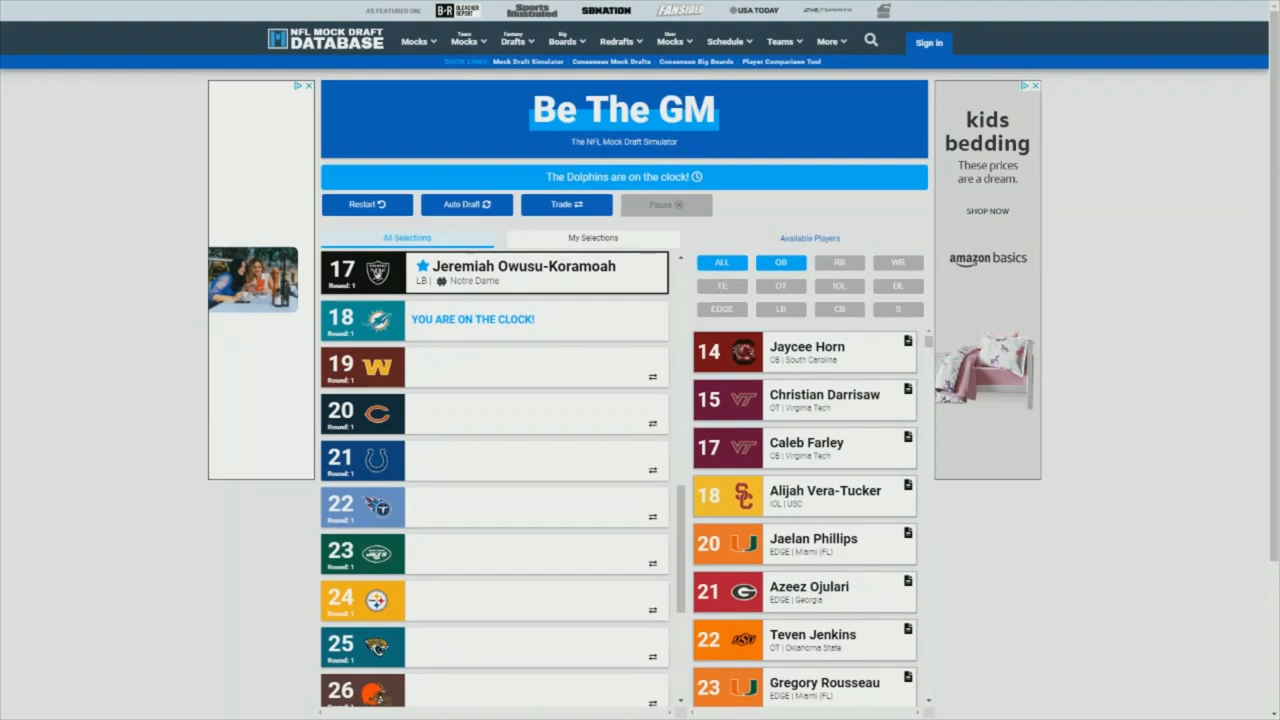 AS FEATURED ON:
B/R BLEACHER REPORT
Sports Illustrated
SBNATION
FANSIDED
USA TODAY
247SPORTS
NFL MOCK DRAFT DATABASE
Mocks
Team Mocks
Fantasy Drafts
Big Boards
Redrafts
User Mocks
Schedule
Teams
More
Sign in
QUICK LINKS: Mock Draft Simulator Consensus Mock Drafts Consensus Big Boards Player Comparison Tool
Be The GM
The NFL Mock Draft Simulator
The Dolphins are on the clock!
Restart
Auto Draft
Trade
Pause
All Selections
My Selections
17
Round: 1
Jeremiah Owusu-Koramoah
LB | Notre Dame
18
Round: 1
YOU ARE ON THE CLOCK!
19
Round: 1
W
20
Round: 1
21
Round: 1
22
Round: 1
23
Round: 1
24
Round: 1
25
Round: 1
26
Round: 1
Available Players
ALL
QB
RB
WR
TE
OT
IOL
DL
EDGE
LB
CB
S
14
Jaycee Horn
CB | South Carolina
15
VT
Christian Darrisaw
OT | Virginia Tech
17
VT
Caleb Farley
CB | Virginia Tech
18
SC
Alijah Vera-Tucker
IOL | USC
20
Jaelan Phillips
EDGE | Miami (FL)
21
G
Azeez Ojulari
EDGE | Georgia
22
Teven Jenkins
OT | Oklahoma State
23
Gregory Rousseau
EDGE | Miami (FL)
kids
bedding
These prices
are a dream.
SHOP NOW
amazon basics